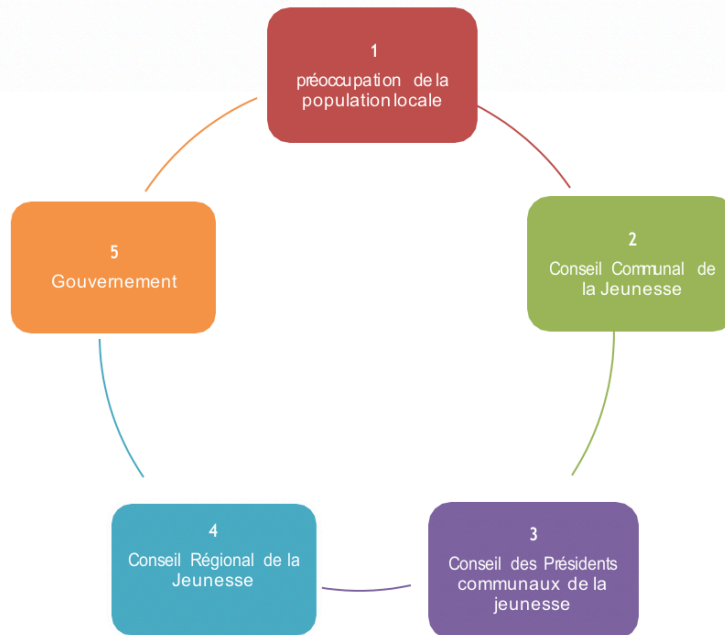 1
préoccupation de la
population locale
2
Conseil Communal de
la Jeunesse
3
Conseil des Présidents
communaux de la
jeunesse
4
Conseil Régional de la
Jeunesse
5
Gouvernement